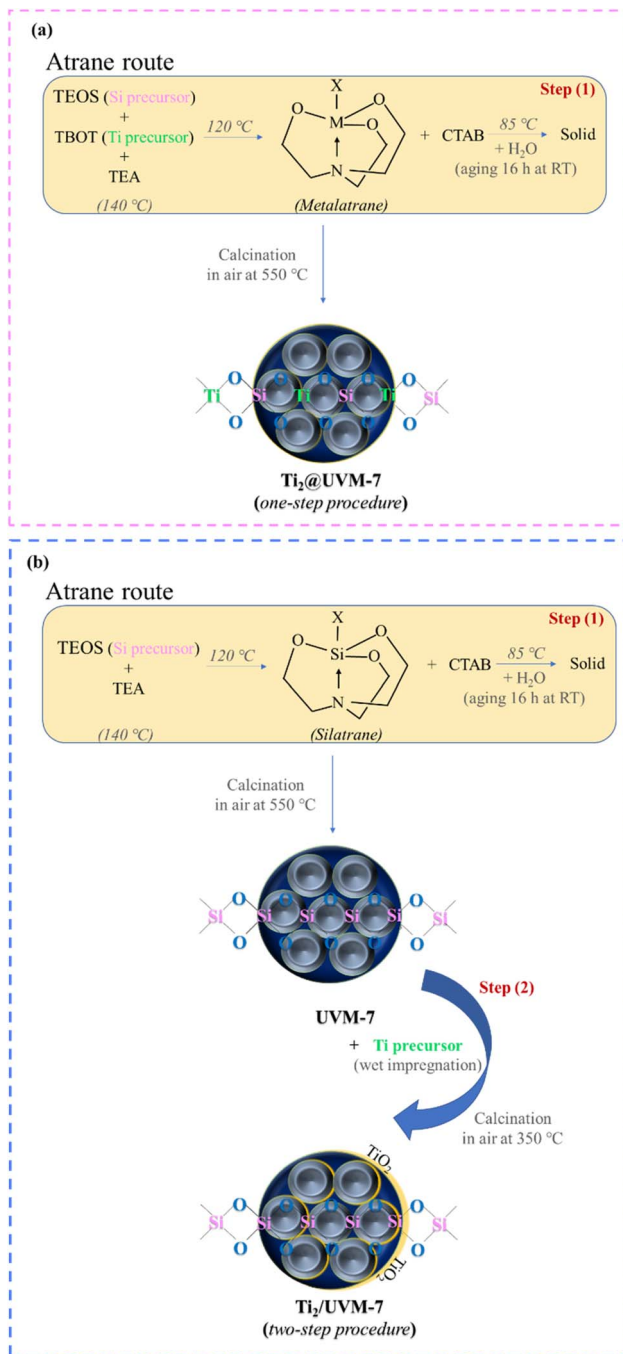 (a)
Atrane route
Step (1)
TEOS (Si precursor)
+
TBOT (Ti precursor)
+
TEA
(140 °C)
120 °C
X
O
M
O
O
N
(Metalatrane)
+ CTAB
85 °C
+ H₂O
(aging 16 h at RT)
Solid
Calcination
in air at 550 °C
O O O O O
Ti Si Ti Si Ti Si
O O O O O
Ti₂@UVM-7
(one-step procedure)
(b)
Atrane route
Step (1)
TEOS (Si precursor)
+
TEA
(140 °C)
120 °C
X
O
Si
O
O
N
(Silatrane)
+ CTAB
85 °C
+ H₂O
(aging 16 h at RT)
Solid
Calcination
in air at 550 °C
O O O O O
Si Si Si Si Si Si
O O O O O
UVM-7
Step (2)
+ Ti precursor
(wet impregnation)
Calcination
in air at 350 °C
TiO₂
O O O O O
Si Si Si Si Si Si
O O O O O
TiO₂
Ti₂/UVM-7
(two-step procedure)